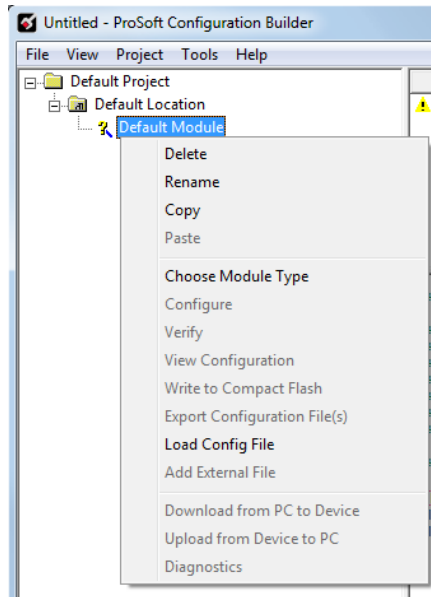 Untitled - ProSoft Configuration Builder
File View Project Tools Help
Default Project
Default Location
Default Module
Delete
Rename
Copy
Paste
Choose Module Type
Configure
Verify
View Configuration
Write to Compact Flash
Export Configuration File(s)
Load Config File
Add External File
Download from PC to Device
Upload from Device to PC
Diagnostics